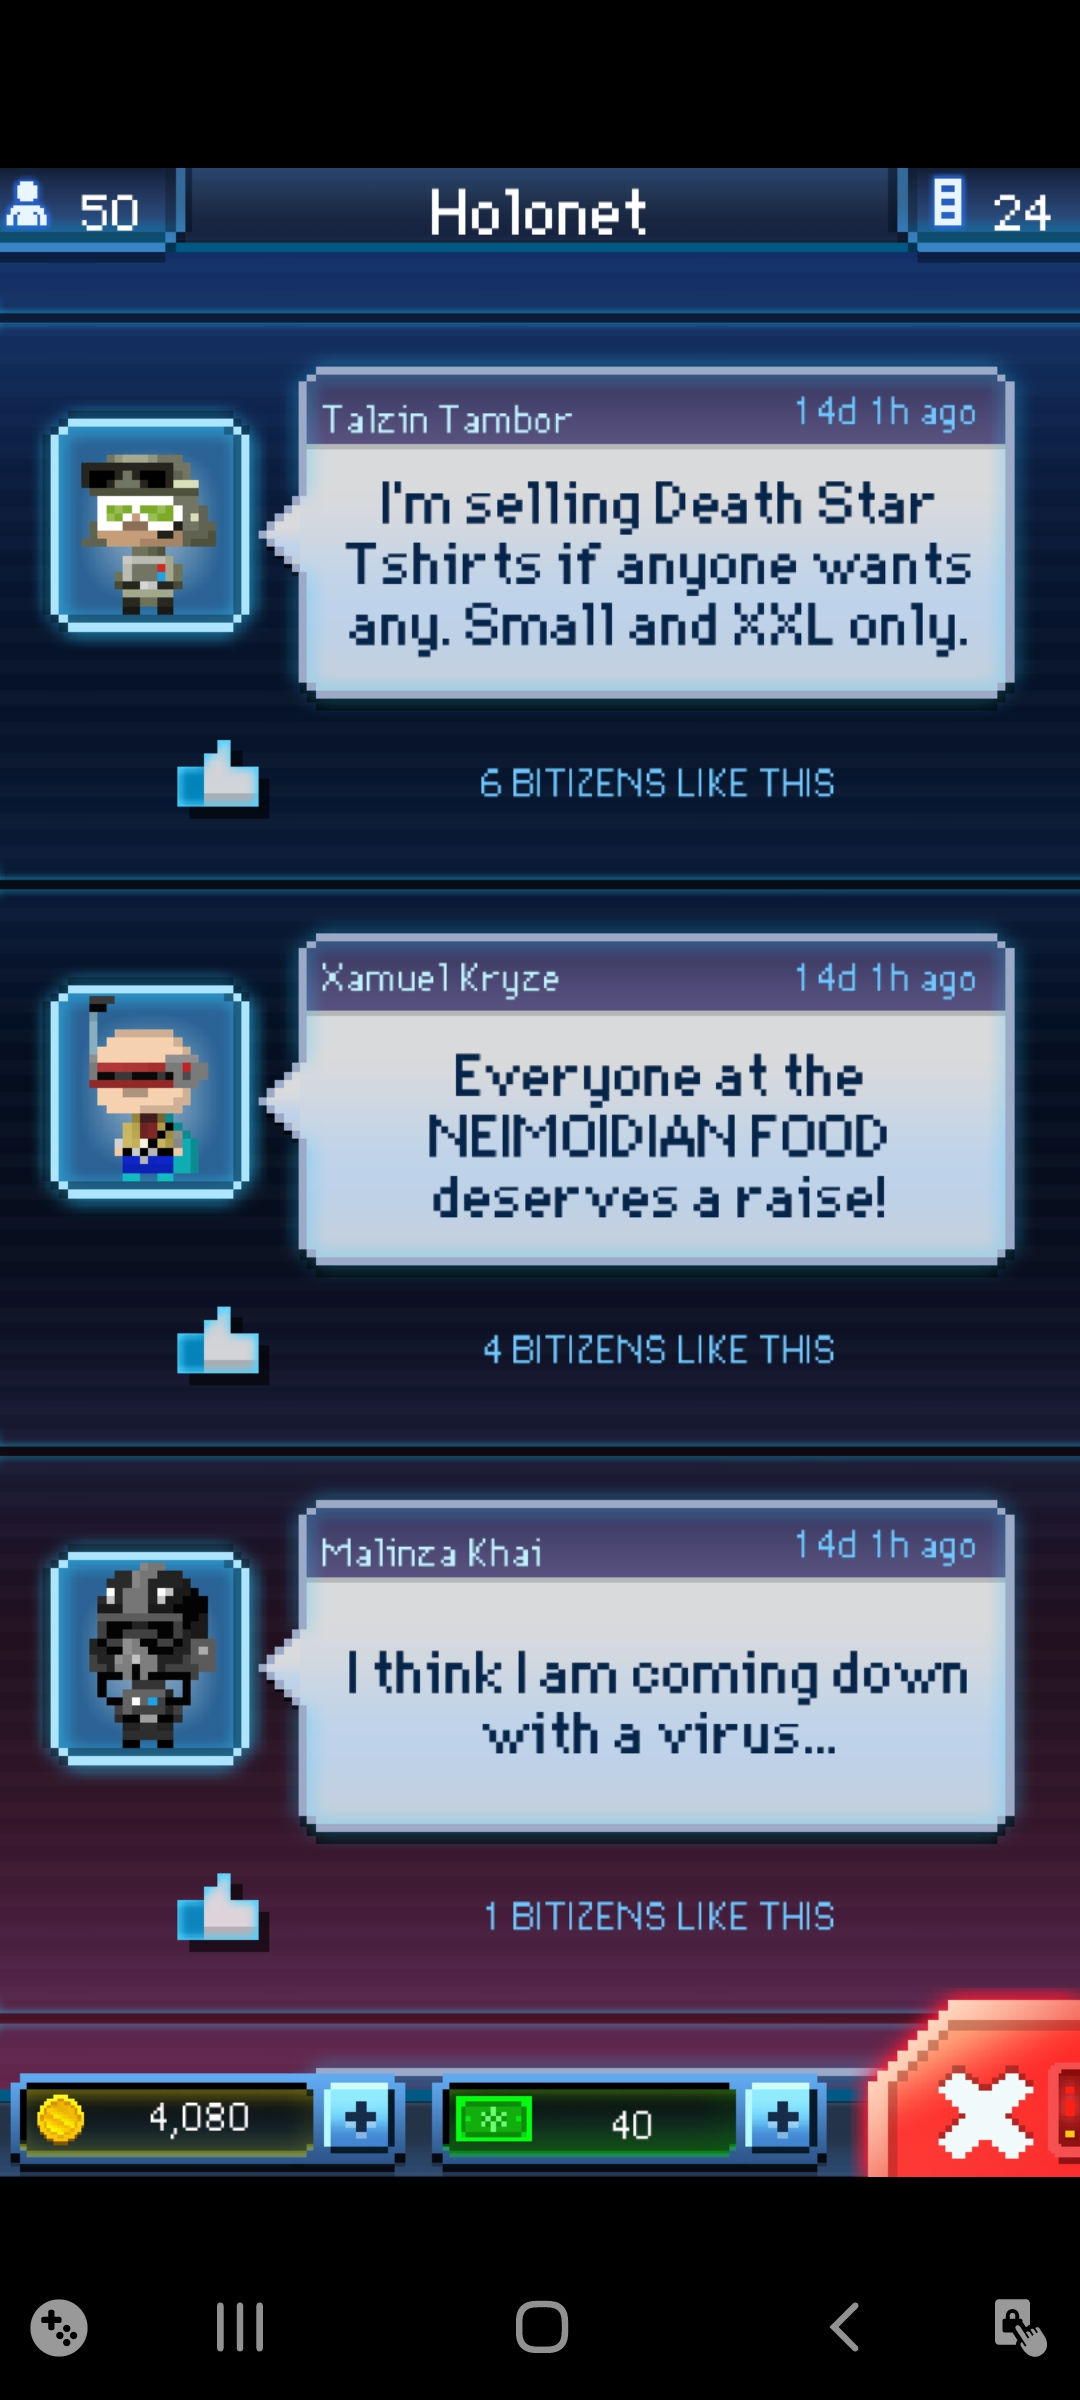 50
Holonet
24
Talzin Tambor
14d 1h ago
I'm selling Death Star
Tshirts if anyone wants
any. Small and XXL only.
6 BITIZENS LIKE THIS
Xamuel Kryze
14d 1h ago
Everyone at the
NEIMOIDIAN FOOD
deserves a raise!
4 BITIZENS LIKE THIS
Malinza Khai
14d 1h ago
I think I am coming down
with a virus...
1 BITIZENS LIKE THIS
4,080
40